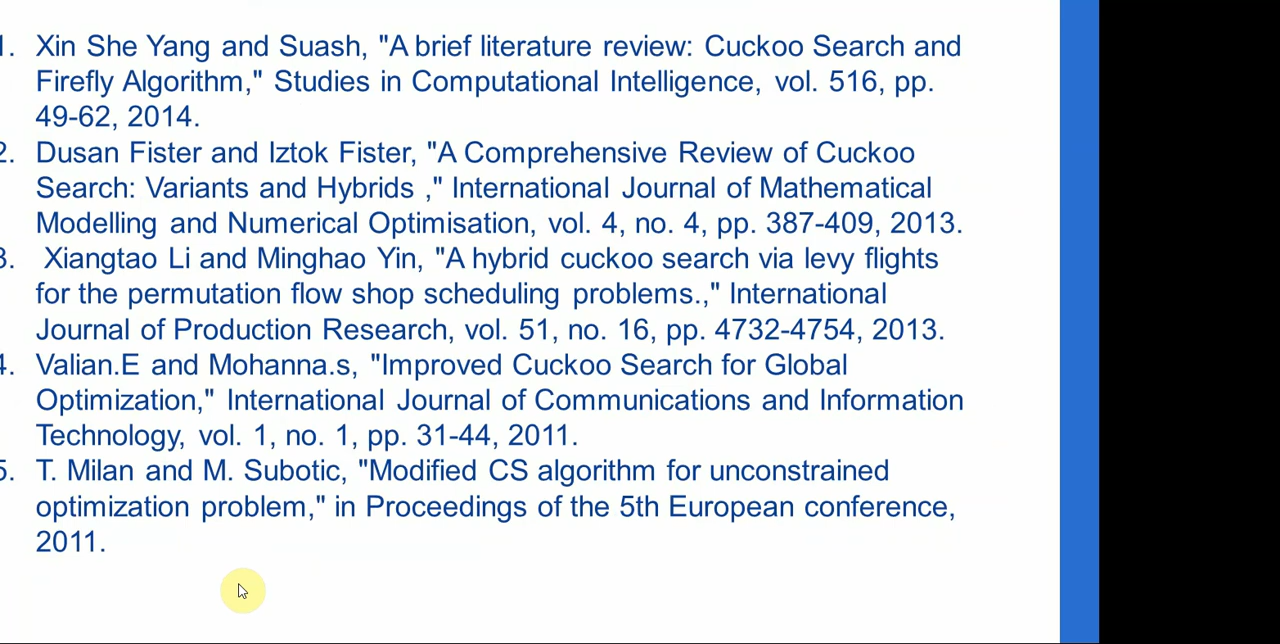 1. Xin She Yang and Suash, "A brief literature review: Cuckoo Search and
Firefly Algorithm," Studies in Computational Intelligence, vol. 516, pp.
49-62, 2014.
2. Dusan Fister and Iztok Fister, "A Comprehensive Review of Cuckoo
Search: Variants and Hybrids ," International Journal of Mathematical
Modelling and Numerical Optimisation, vol. 4, no. 4, pp. 387-409, 2013.
3. Xiangtao Li and Minghao Yin, "A hybrid cuckoo search via levy flights
for the permutation flow shop scheduling problems.," International
Journal of Production Research, vol. 51, no. 16, pp. 4732-4754, 2013.
4. Valian.E and Mohanna.s, "Improved Cuckoo Search for Global
Optimization," International Journal of Communications and Information
Technology, vol. 1, no. 1, pp. 31-44, 2011.
5. T. Milan and M. Subotic, "Modified CS algorithm for unconstrained
optimization problem," in Proceedings of the 5th European conference,
2011.